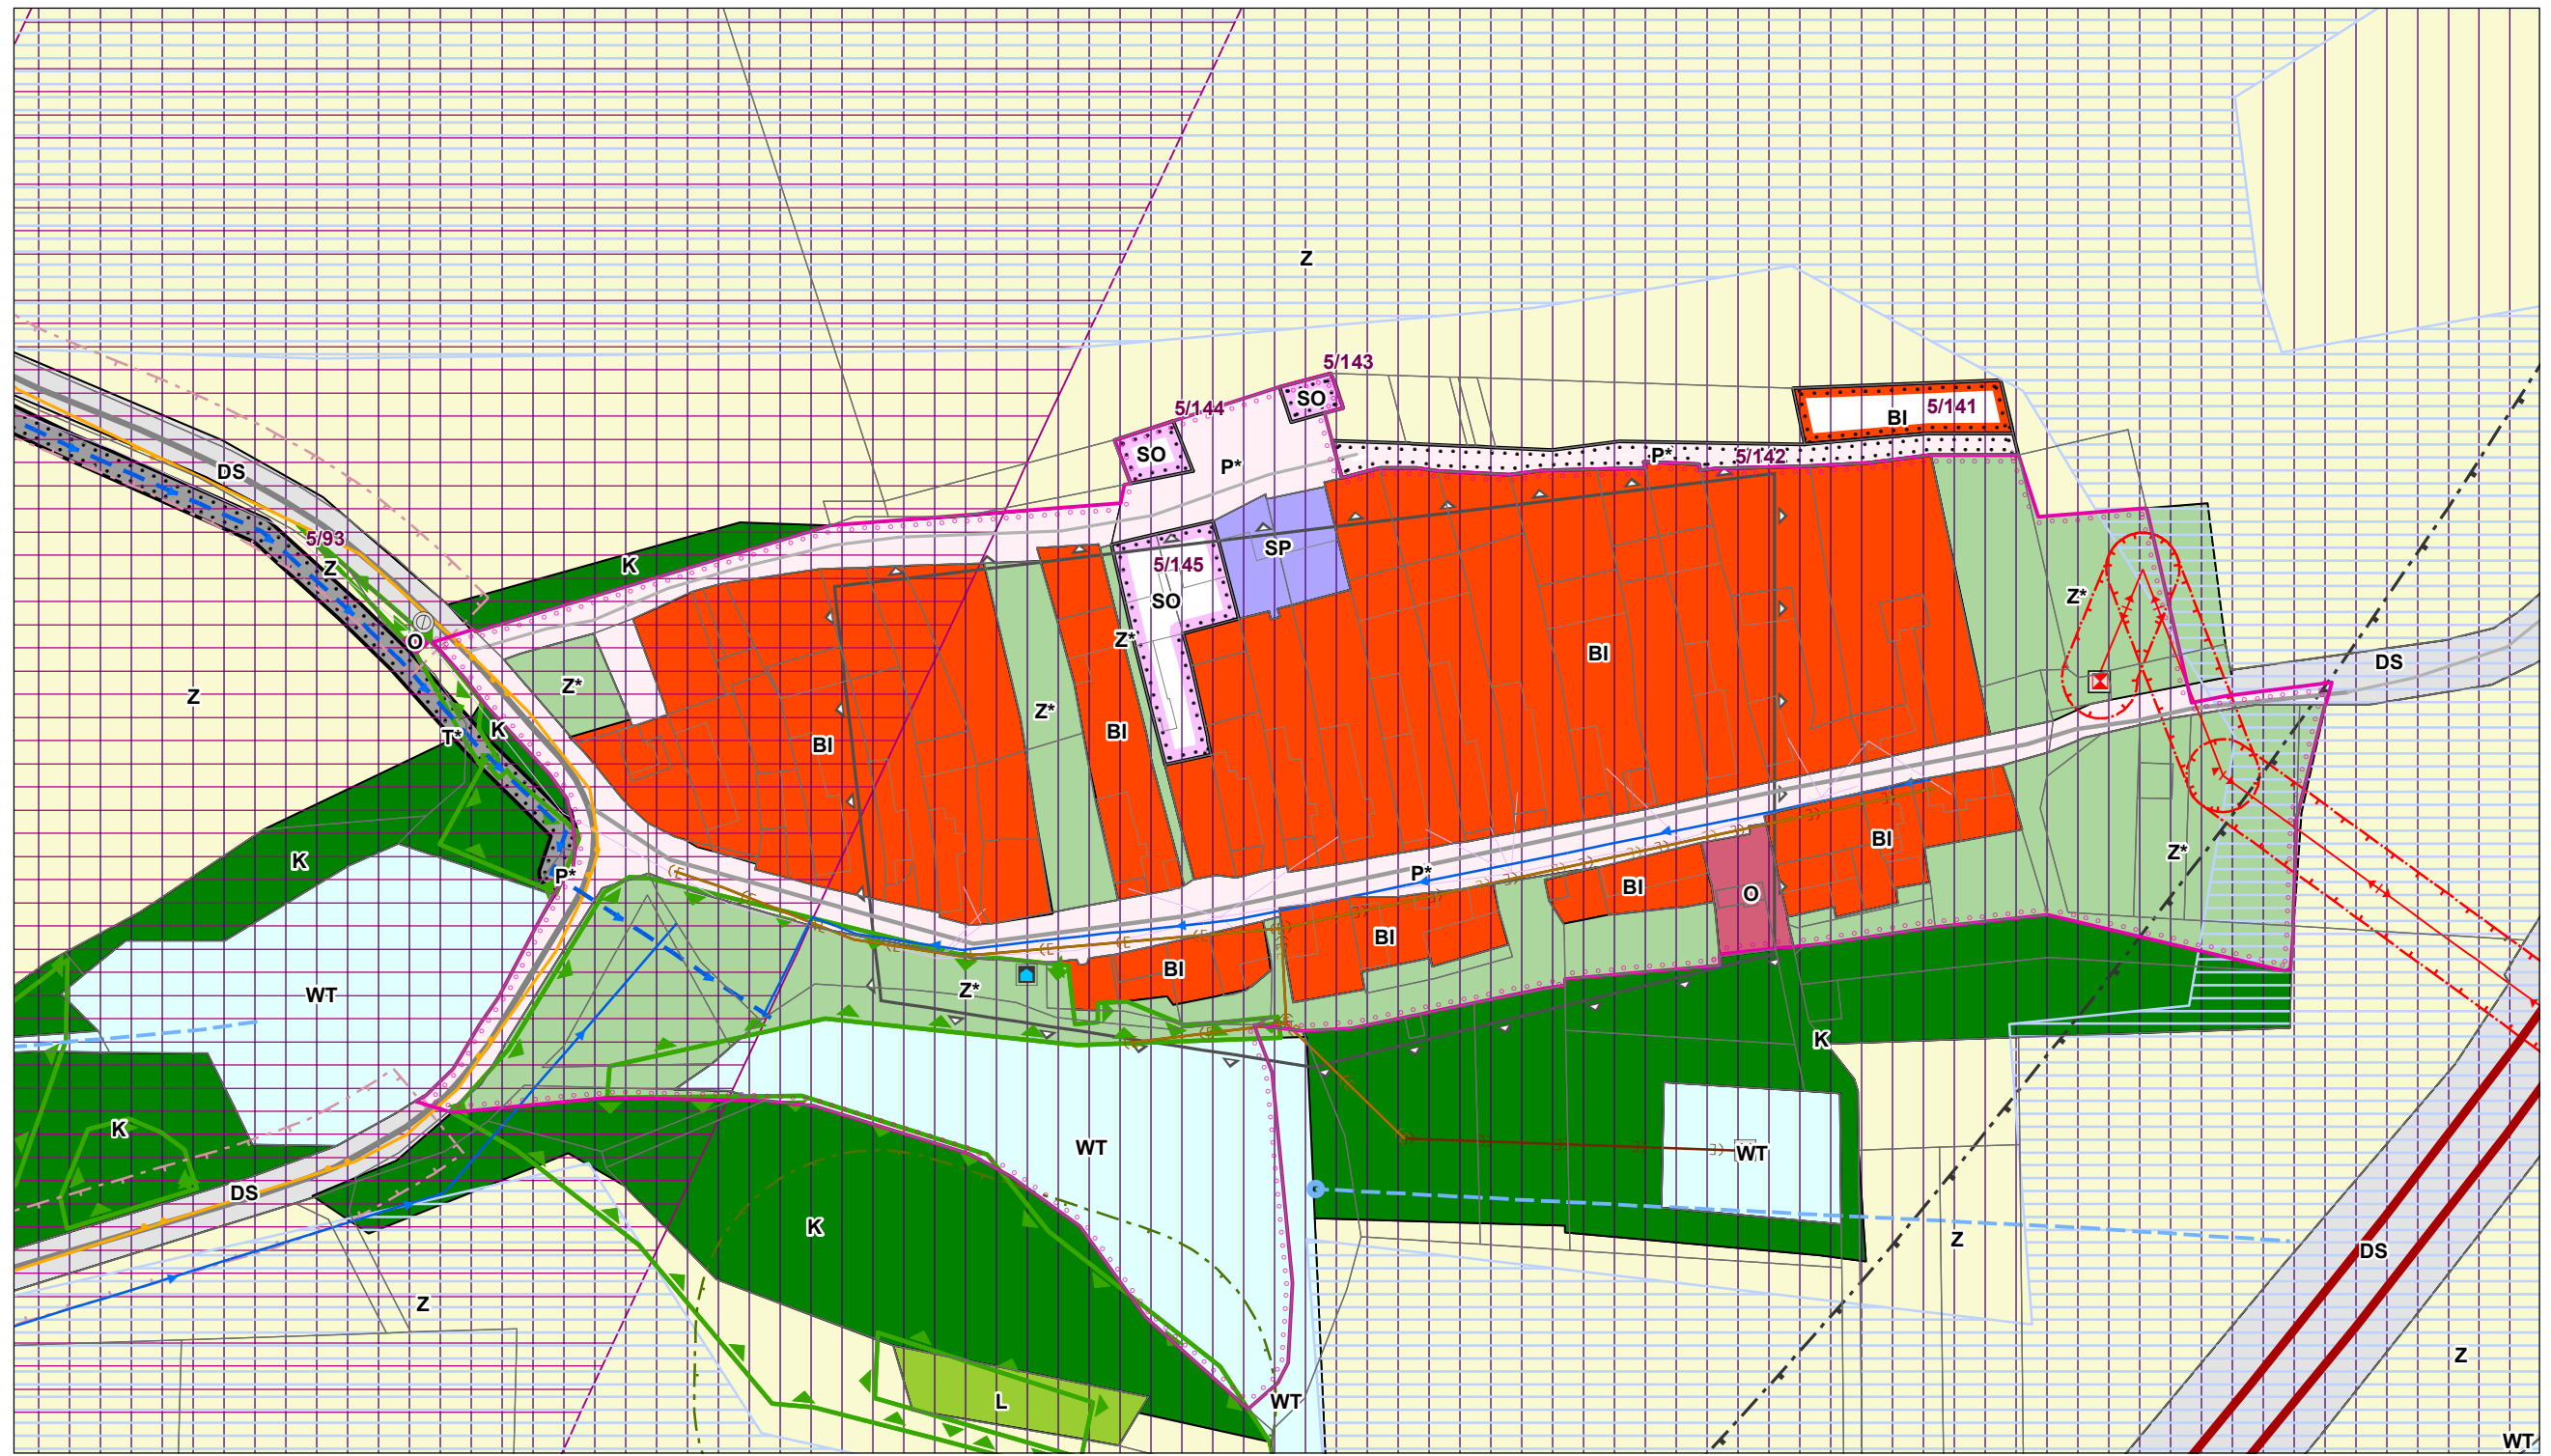 Z
5/143
SO
5/144
5/141
BI
SO
P*
P*
5/142
DS
5/93
Z
K
SP
5/145
SO
Z*
O
Z*
BI
DS
Z*
Z
K
T*
Z*
BI
BI
K
P*
P*
BI
Z*
BI
O
BI
BI
Z*
WT
K
K
WT
WT
DS
K
Z
DS
Z
Z
L
WT
WT